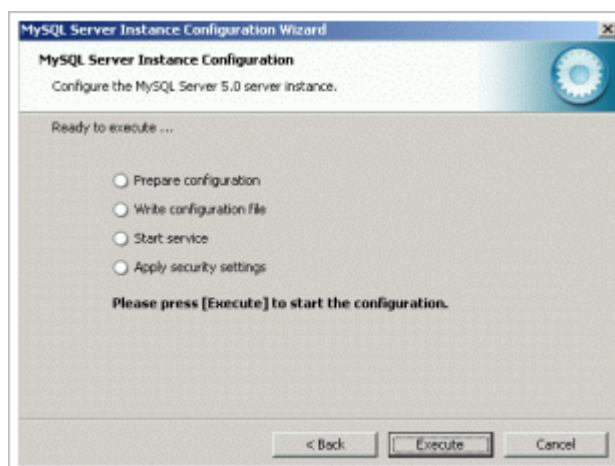 MySQL Server Instance Configuration Wizard
MySQL Server Instance Configuration
Configure the MySQL Server 5.0 server instance.
Ready to execute ...
Prepare configuration
Write configuration file
Start service
Apply security settings
Please press [Execute] to start the configuration.
< Back
Execute
Cancel